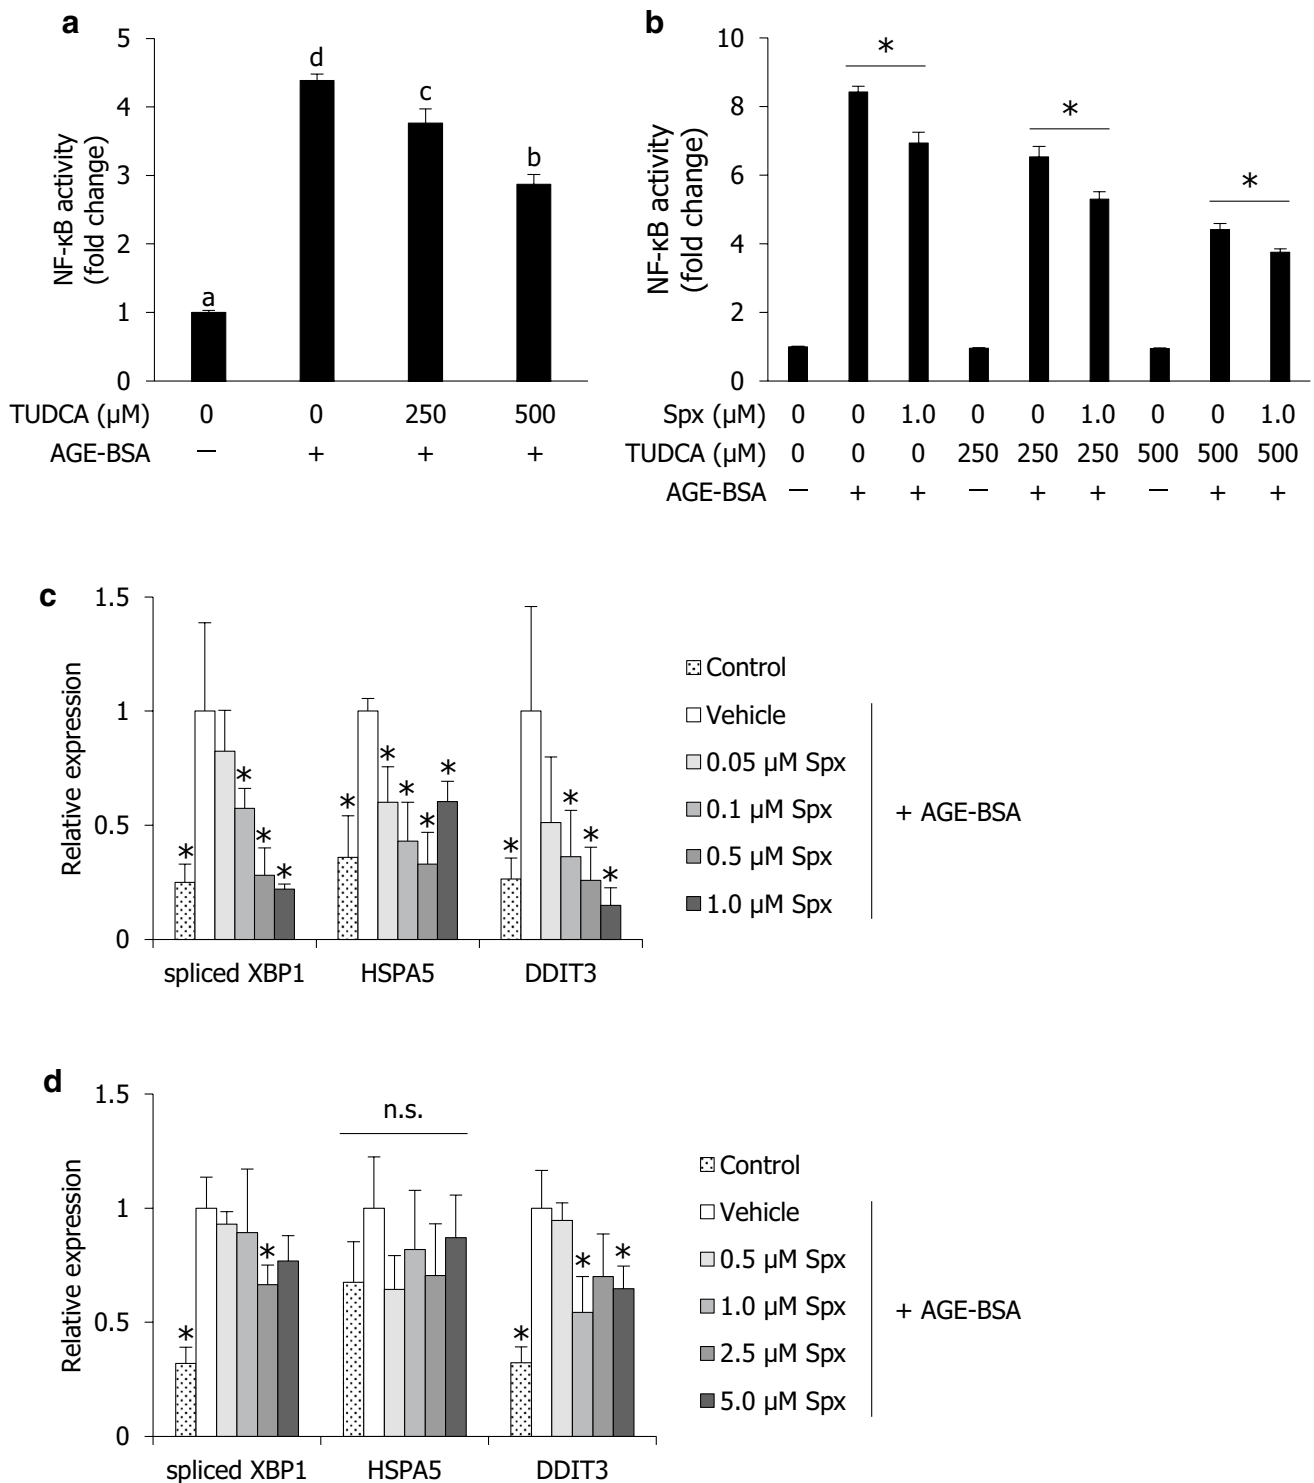 a
NF-κB activity
(fold change)
5
4
3
2
1
0
a
d
c
b
TUDCA (μM) 0 0 250 500
AGE-BSA — + + +
b
NF-κB activity
(fold change)
10
8
6
4
2
0
* * *
Spx (μM) 0 0 1.0 0 0 1.0 0 0 1.0
TUDCA (μM) 0 0 0 250 250 250 500 500 500
AGE-BSA — + + — + + — + +
c
Relative expression
1.5
1
0.5
0
* * * *
* * * * *
* * * *
spliced XBP1 HSPA5 DDIT3
Control
Vehicle
0.05 μM Spx
0.1 μM Spx
0.5 μM Spx
1.0 μM Spx
+ AGE-BSA
d
Relative expression
1.5
1
0.5
0
* *
n.s.
* * *
spliced XBP1 HSPA5 DDIT3
Control
Vehicle
0.5 μM Spx
1.0 μM Spx
2.5 μM Spx
5.0 μM Spx
+ AGE-BSA